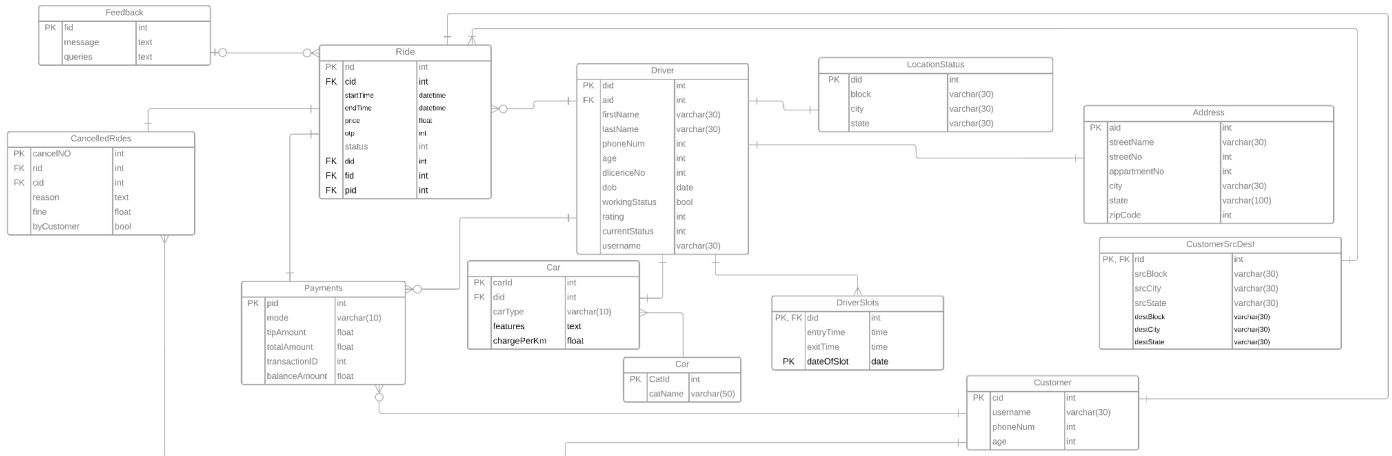 Feedback
PK fid int
message text
queries text
Ride
PK rid int
FK cid int
startTime datetime
endTime datetime
price float
otp int
status int
FK did int
FK fid int
FK pid int
Driver
PK did int
FK aid int
firstName varchar(30)
lastName varchar(30)
phoneNum int
age int
dlicenceNo int
dob date
workingStatus bool
rating int
currentStatus int
username varchar(30)
LocationStatus
PK did int
block varchar(30)
city varchar(30)
state varchar(30)
Address
PK aid int
streetName varchar(30)
streetNo int
appartmentNo int
city varchar(30)
state varchar(100)
zipCode int
CancelledRides
PK cancelNO int
FK rid int
FK cid int
reason text
fine float
byCustomer bool
CustomerSrcDest
PK, FK rid int
srcBlock varchar(30)
srcCity varchar(30)
srcState varchar(30)
destBlock varchar(30)
destCity varchar(30)
destState varchar(30)
Payments
PK pid int
mode varchar(10)
tipAmount float
totalAmount float
transactionID int
balanceAmount float
Car
PK carId int
FK did int
carType varchar(10)
features text
chargePerKm float
DriverSlots
PK, FK did int
entryTime time
exitTime time
PK dateOfSlot date
Car
PK CatId int
catName varchar(50)
Customer
PK cid int
username varchar(30)
phoneNum int
age int